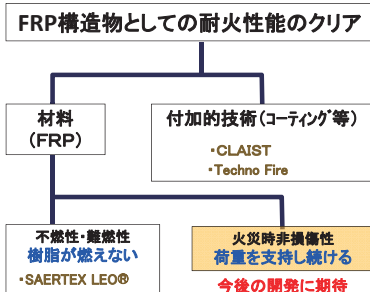 FRP構造物としての耐火性能のクリア
材料
(FRP)
付加的技術(コーティング等)
・CLAIST
・Techno Fire
不燃性・難燃性
樹脂が燃えない
・SAERTEX LEO®
火災時非損傷性
荷重を支持し続ける
今後の開発に期待